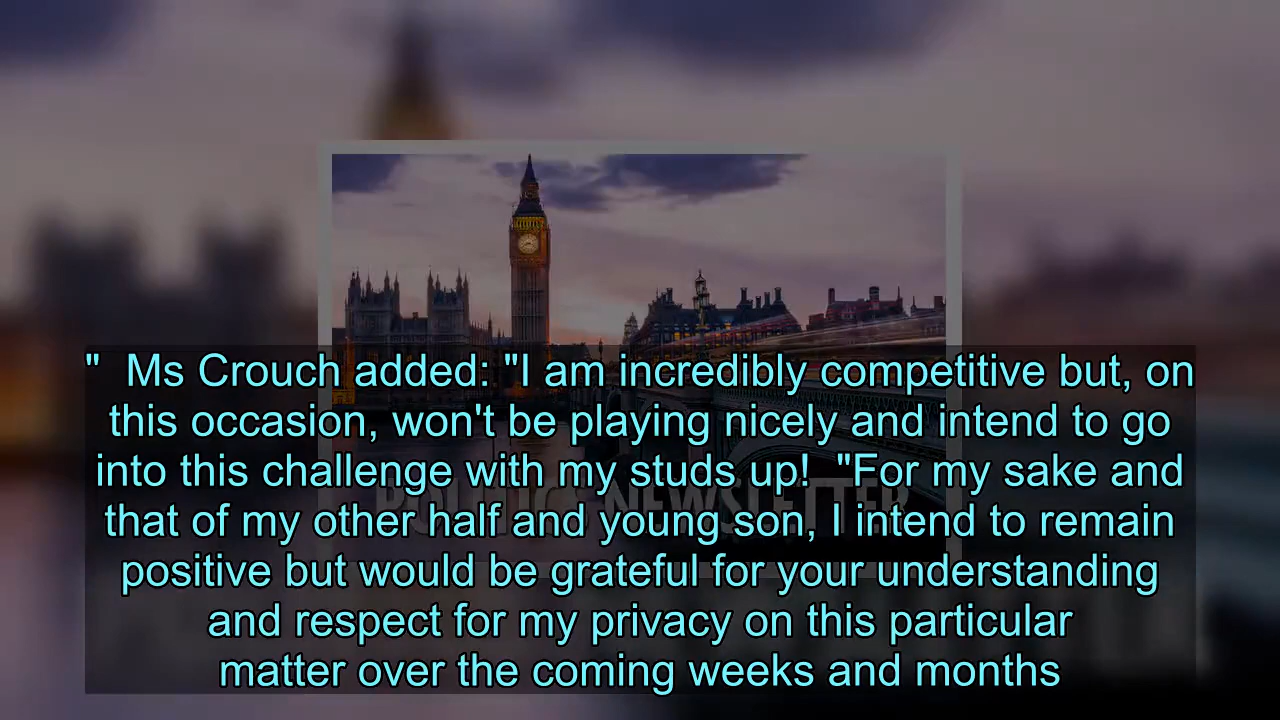 "  Ms Crouch added: "I am incredibly competitive but, on
this occasion, won't be playing nicely and intend to go
into this challenge with my studs up!  "For my sake and
that of my other half and young son, I intend to remain
positive but would be grateful for your understanding
and respect for my privacy on this particular
matter over the coming weeks and months
POLITICS NEWSLETTER